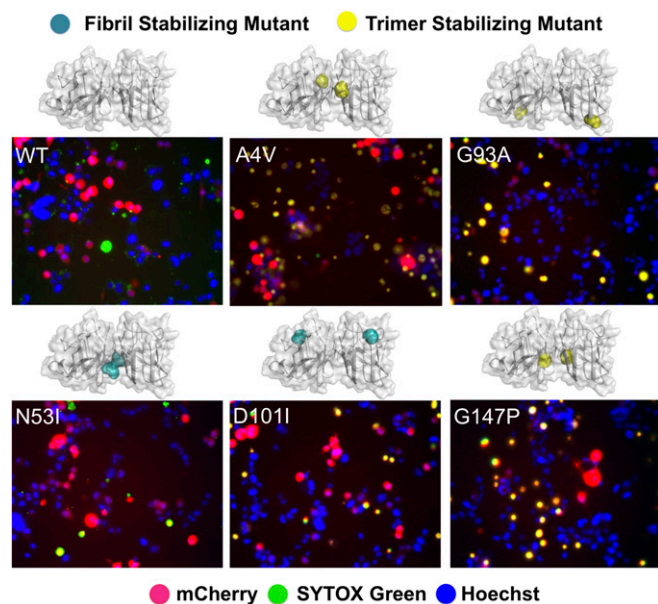 Fibril Stabilizing Mutant Trimer Stabilizing Mutant
WT A4V G93A
N53I D101I G147P
mCherry SYTOX Green Hoechst